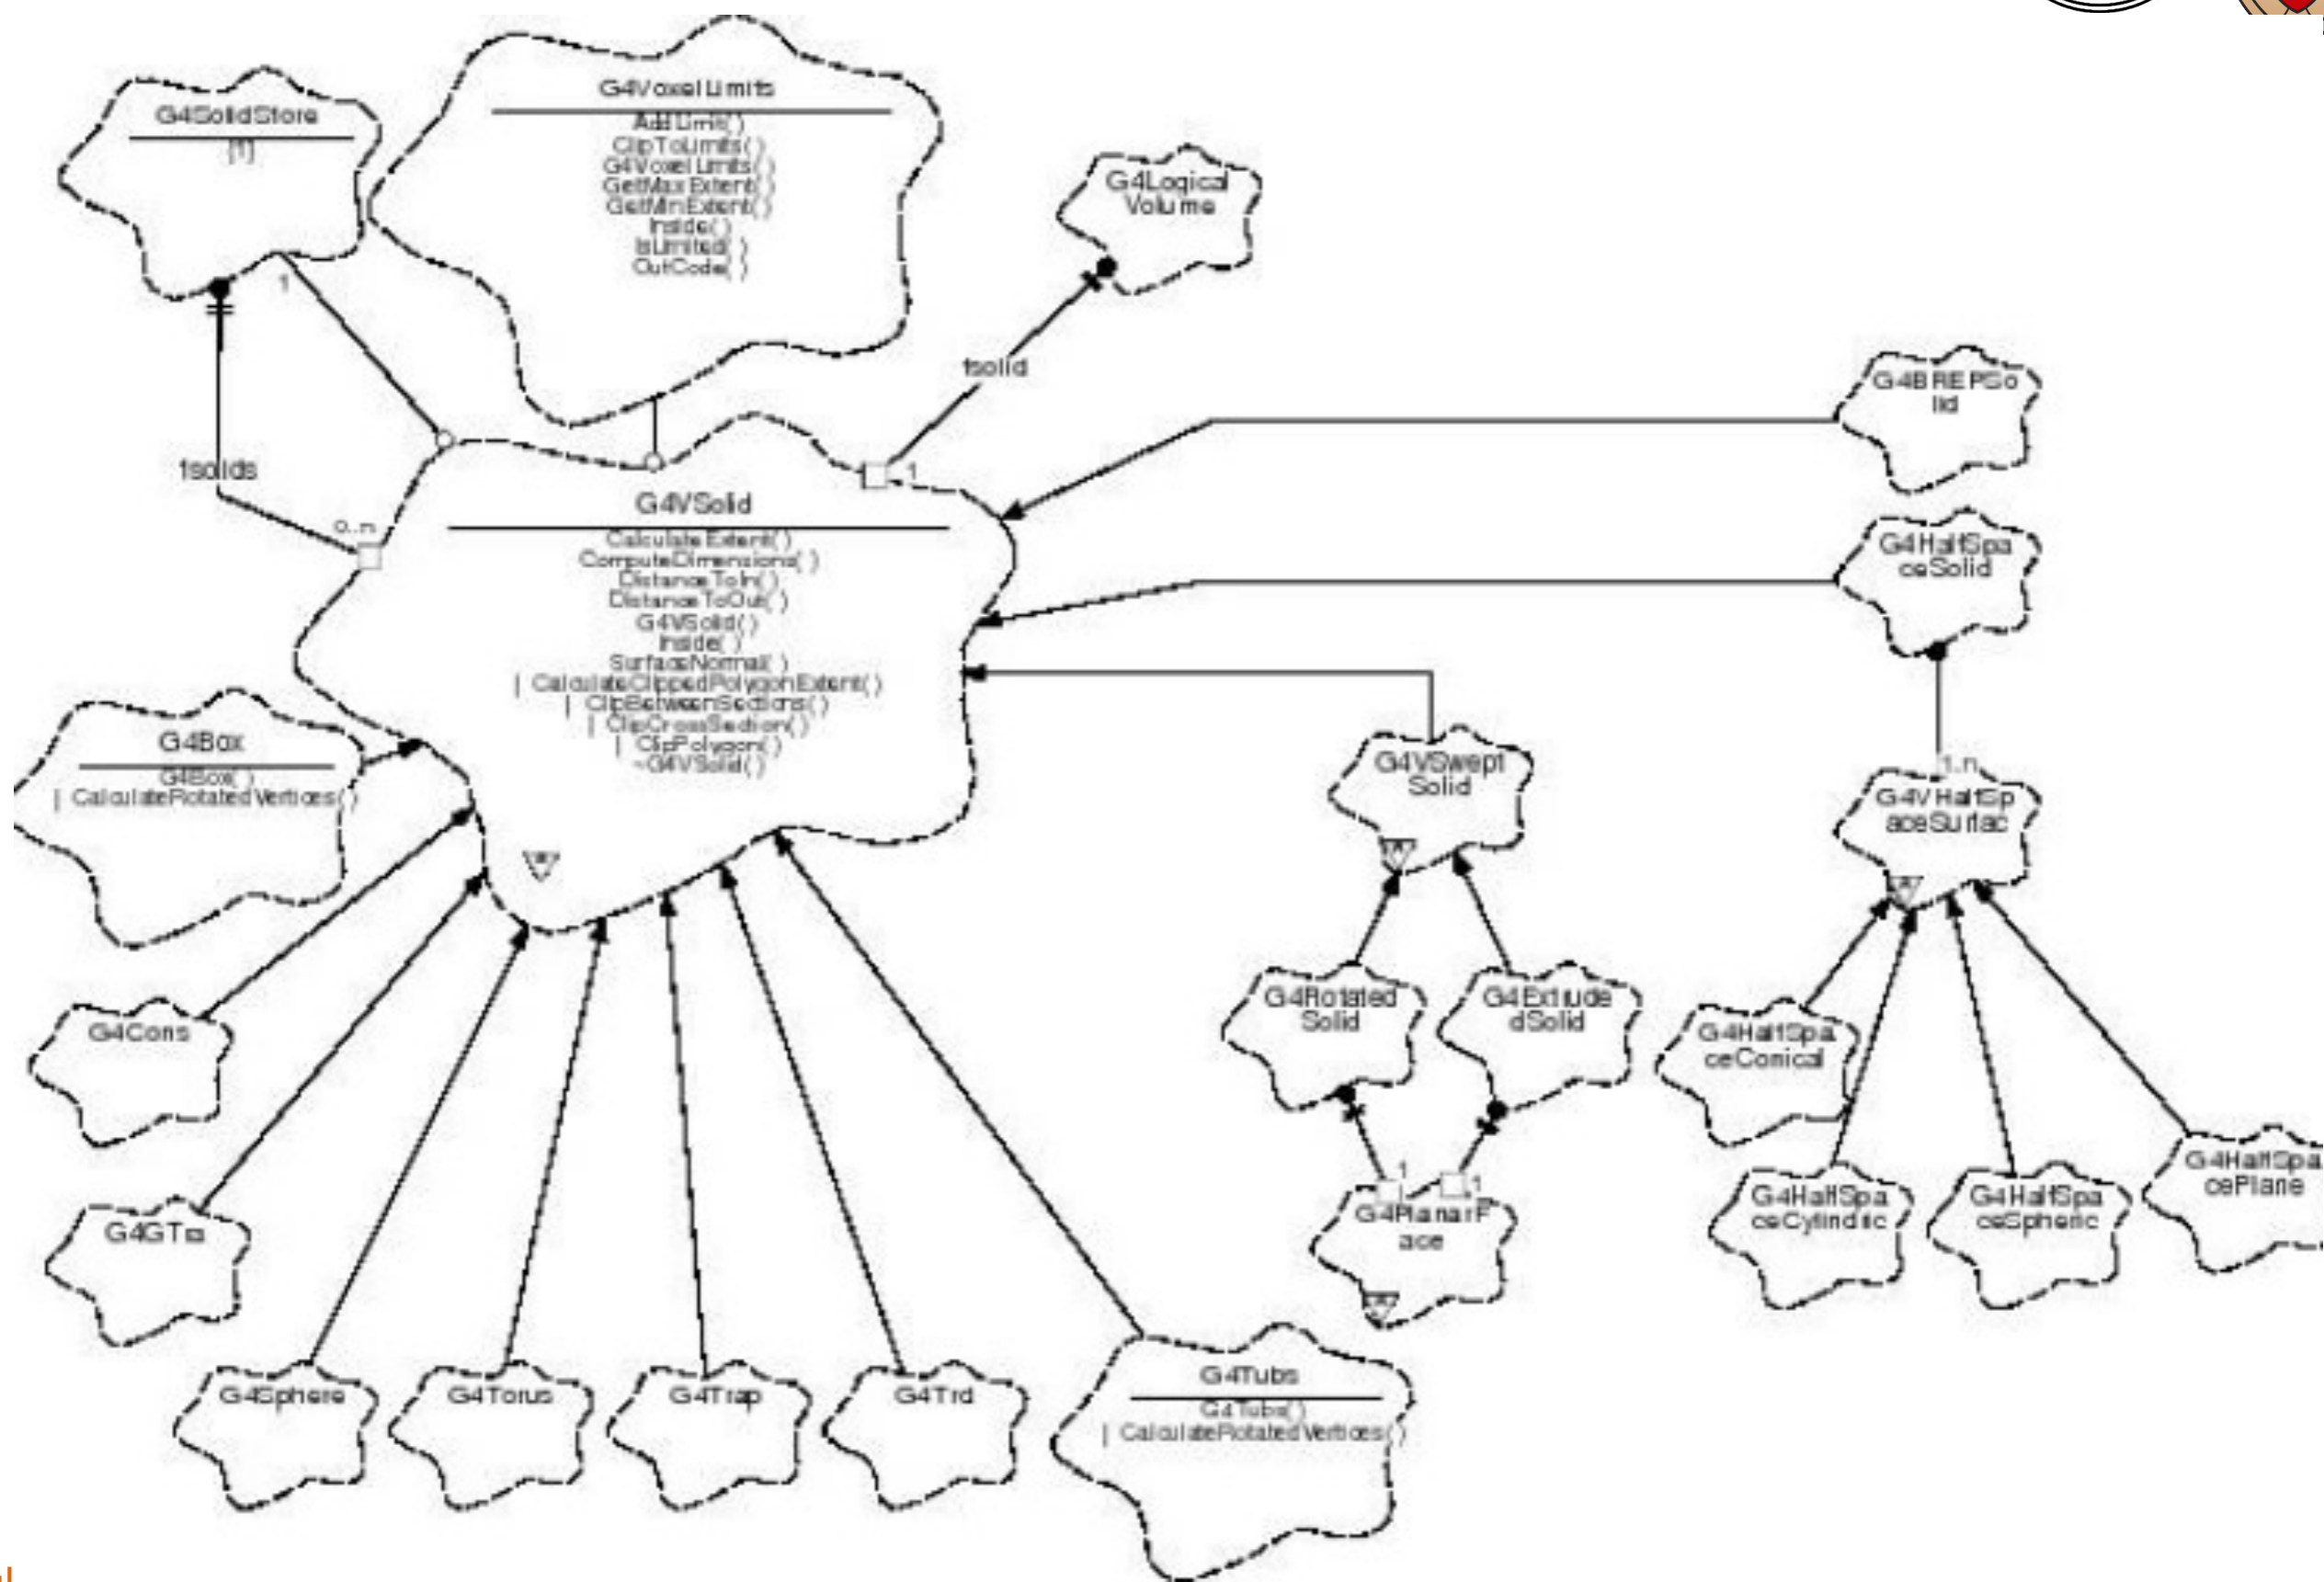 G4SolidStore
[1]
G4VoxelLimits
AddLimit()
ClipToLimits()
G4VoxelLimits()
GetMaxExtent()
GetMinExtent()
Inside()
IsLimited()
OutCode()
G4Logical
Volume
1
fsolid
fsolids
0..n
1
G4BREPSo
lid
G4HalfSpa
ceSolid
G4VSolid
CalculateExtent()
ComputeDimensions()
DistanceToIn()
DistanceToOut()
G4VSolid()
Inside()
SurfaceNormal()
| CalculateClippedPolygonExtent()
| ClipBetweenSections()
| ClipCrossSection()
| ClipPolygon()
~G4VSolid()
G4Box
G4Box()
| CalculateRotatedVertices()
G4VSwept
Solid
1..n
G4VHalfSp
aceSurfac
G4Cons
G4Rotated
Solid
G4Extrude
dSolid
G4HalfSpa
ceConical
1
1
G4PlanarF
ace
G4HalfSpa
ceCylindric
G4HalfSpa
ceSpheric
G4HalfSpa
cePlane
G4Sphere
G4Torus
G4Trap
G4Trd
G4Tubs
G4Tubs()
| CalculateRotatedVertices()